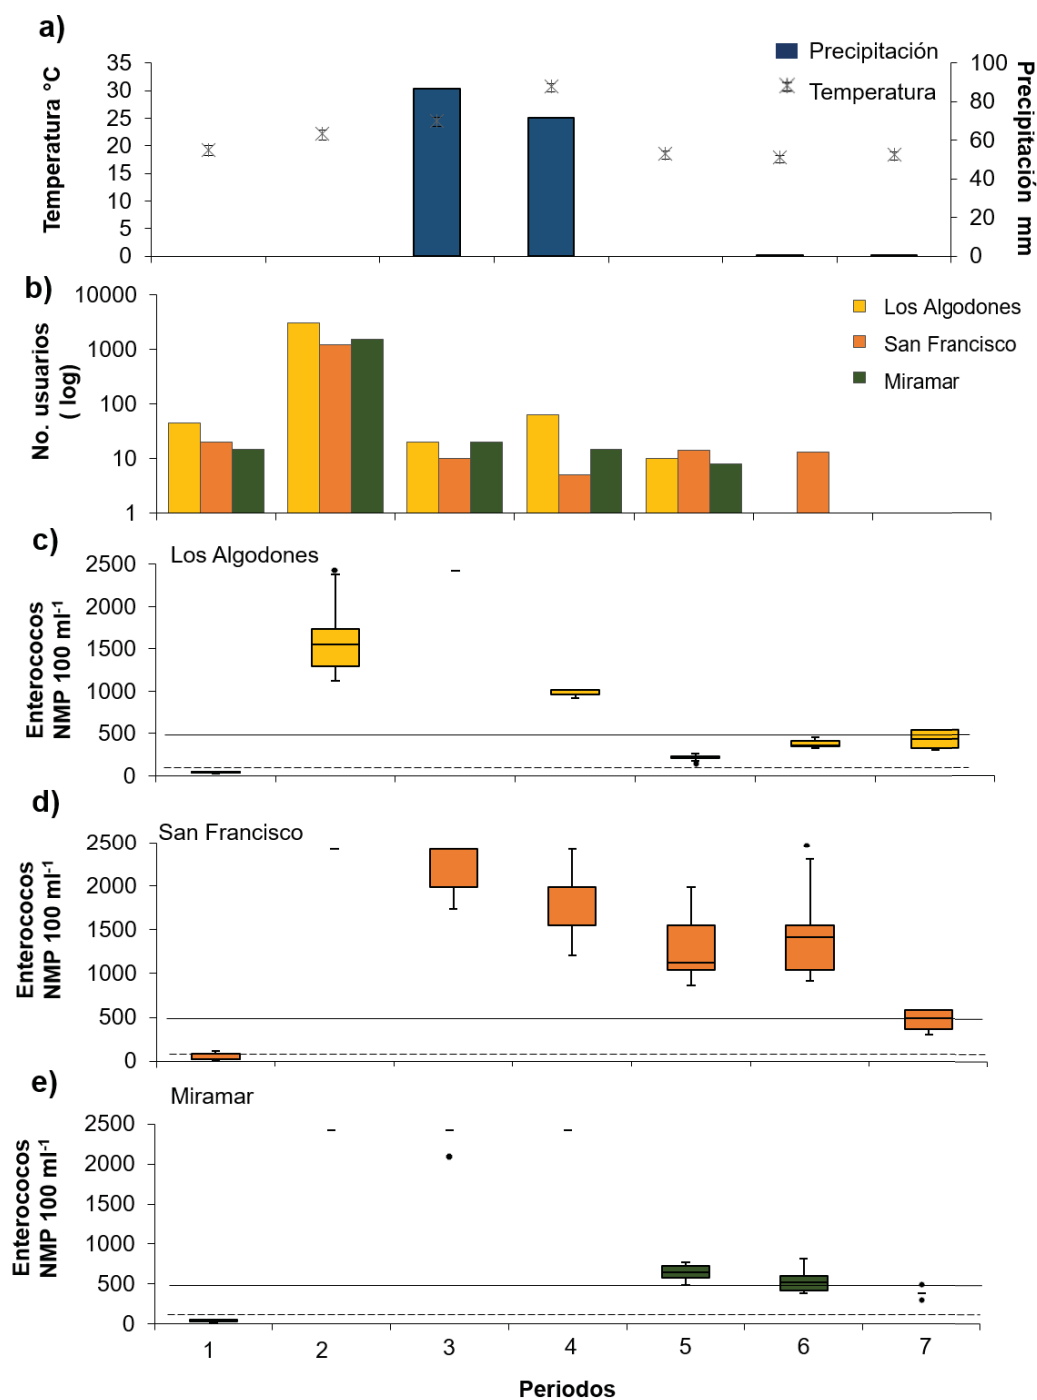 a)
Temperatura °C
35
30
25
20
15
10
5
0
Precipitación
Temperatura
100
80
60
40
20
0
Precipitación mm
b)
No. usuarios
( log)
10000
1000
100
10
1
Los Algodones
San Francisco
Miramar
c)
Los Algodones
Enterococos
NMP 100 ml-1
2500
2000
1500
1000
500
0
d)
San Francisco
Enterococos
NMP 100 ml-1
2500
2000
1500
1000
500
0
e)
Miramar
Enterococos
NMP 100 ml-1
2500
2000
1500
1000
500
0
1 2 3 4 5 6 7
Periodos